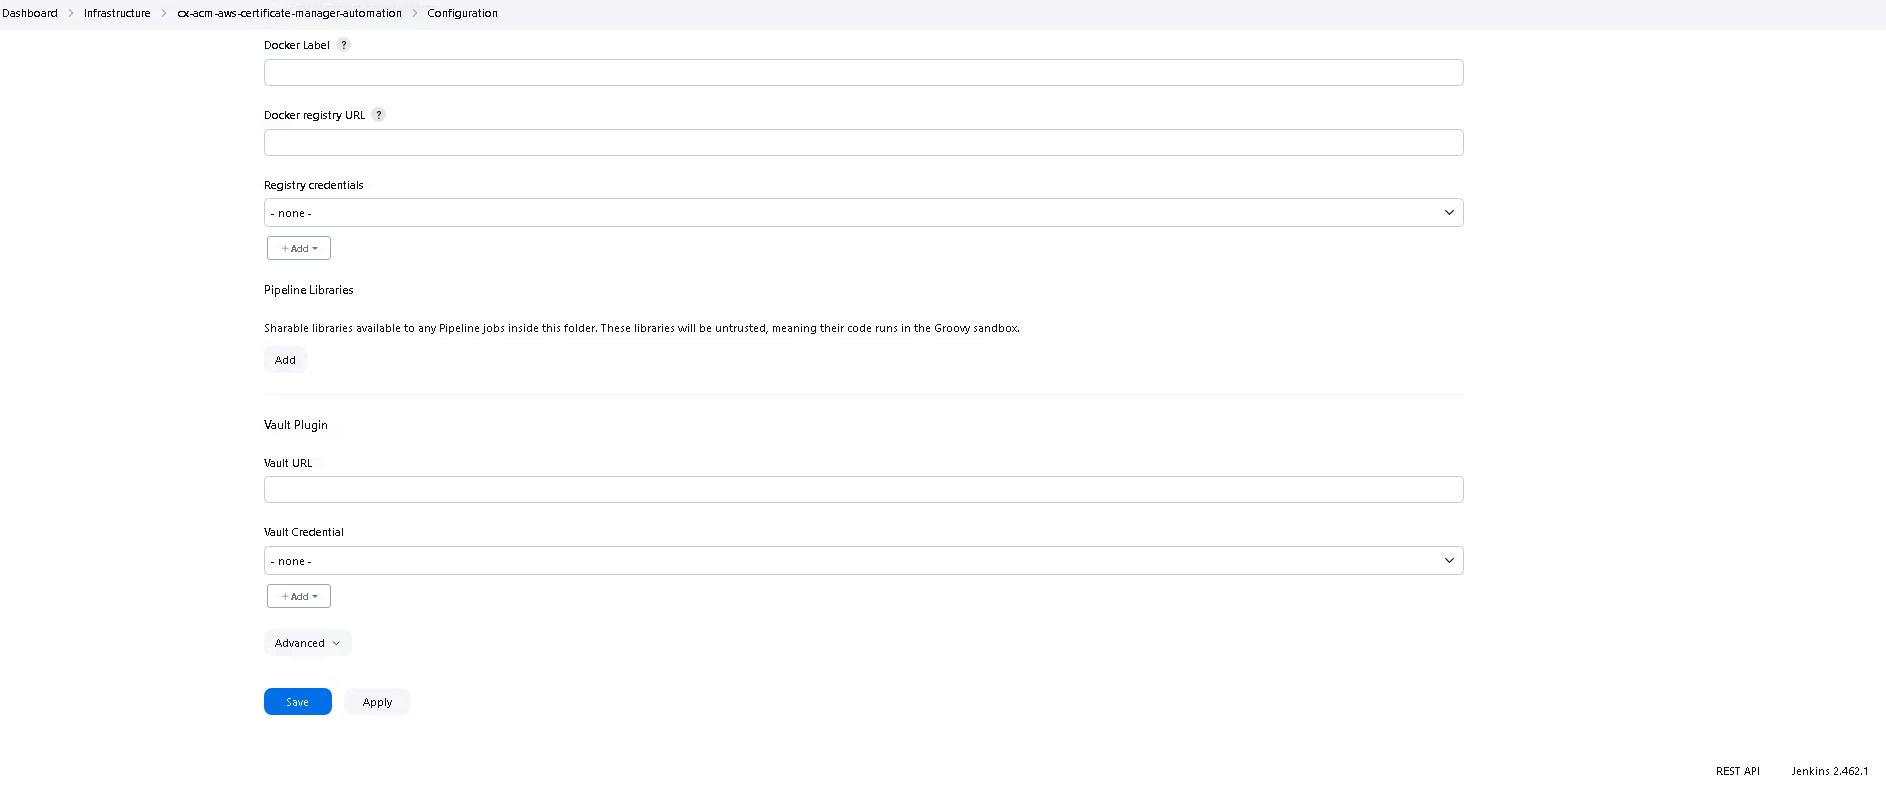 Dashboard > Infrastructure > cx-acm-aws-certificate-manager-automation > Configuration
Docker Label ?
Docker registry URL ?
Registry credentials
- none -
+ Add
Pipeline Libraries
Sharable libraries available to any Pipeline jobs inside this folder. These libraries will be untrusted, meaning their code runs in the Groovy sandbox.
Add
Vault Plugin
Vault URL
Vault Credential
- none -
+ Add
Advanced
Save Apply
REST API Jenkins 2.462.1